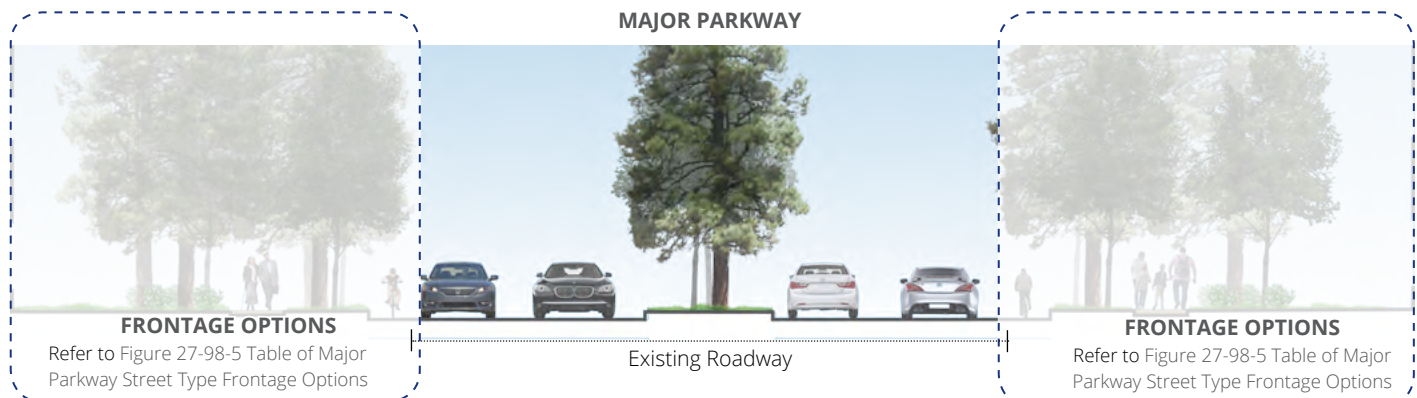 MAJOR PARKWAY
FRONTAGE OPTIONS
Refer to Figure 27-98-5 Table of Major
Parkway Street Type Frontage Options
Existing Roadway
FRONTAGE OPTIONS
Refer to Figure 27-98-5 Table of Major
Parkway Street Type Frontage Options